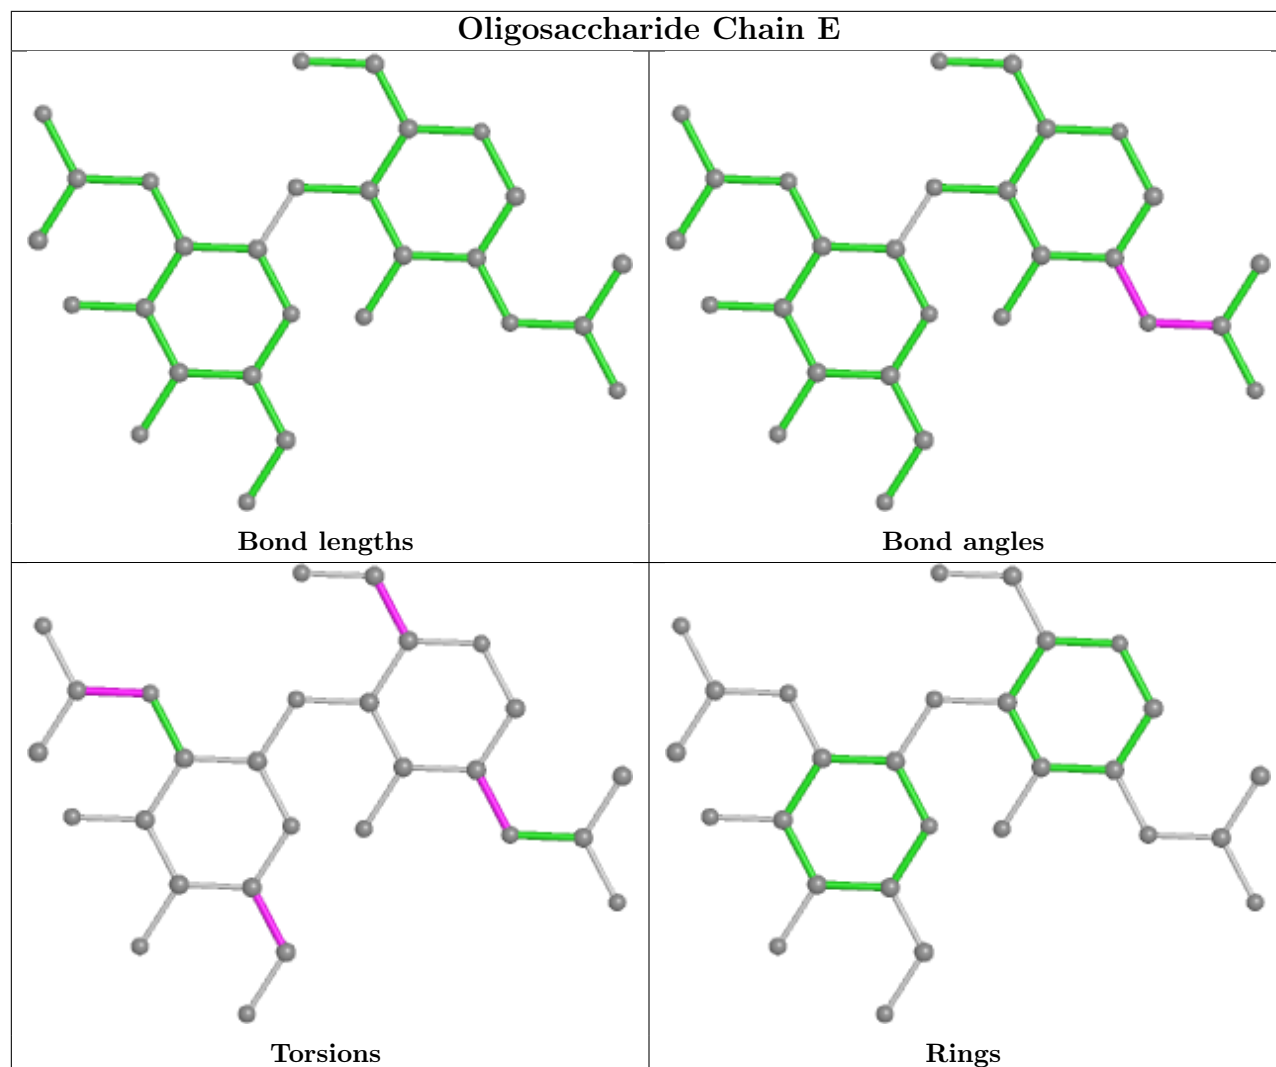 Oligosaccharide Chain E
Bond lengths
Bond angles
Torsions
Rings